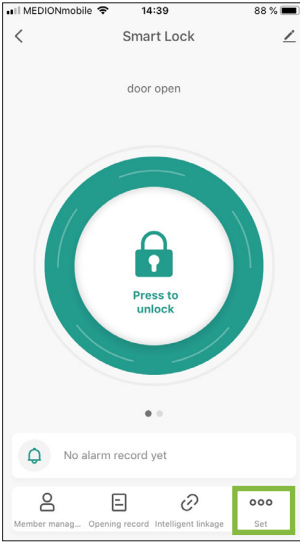 MEDIONmobile 14:39 88 %
Smart Lock
door open
Press to
unlock
No alarm record yet
Member manag... Opening record Intelligent linkage Set